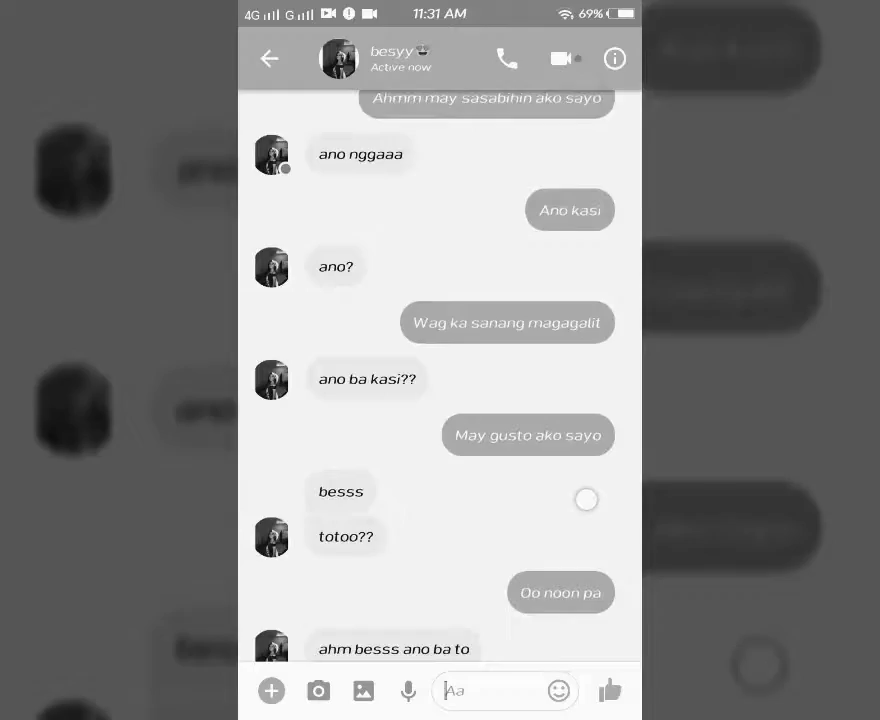 4G G 11:31 AM 69%
besyy
Active now
Ahmm may sasabihin ako sayo
ano nggaaa
Ano kasi
ano?
Wag ka sanang magagalit
ano ba kasi??
May gusto ako sayo
besss
totoo??
Oo noon pa
ahm besss ano ba to
Aa